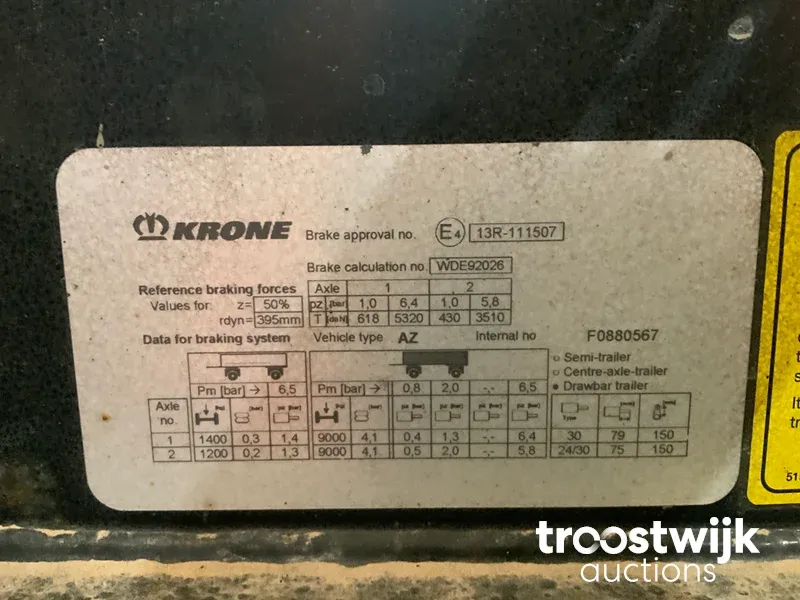 KRONE Brake approval no. E4 13R-111507
Brake calculation no. WDE92026
Reference braking forces Axle 1 2
Values for: z= 50% pz [bar] 1,0 6,4 1,0 5,8
rdyn= 395mm T [daN] 618 5320 430 3510
Data for braking system Vehicle type AZ Internal no F0880567
Semi-trailer
Centre-axle-trailer
Drawbar trailer
Pm [bar] → 6,5 Pm [bar] → 0,8 2,0 -,- 6,5
Axle no.
1 1400 0,3 1,4 9000 4,1 0,4 1,3 -,- 6,4 30 79 150
2 1200 0,2 1,3 9000 4,1 0,5 2,0 -,- 5,8 24/30 75 150
troostwijk
auctions